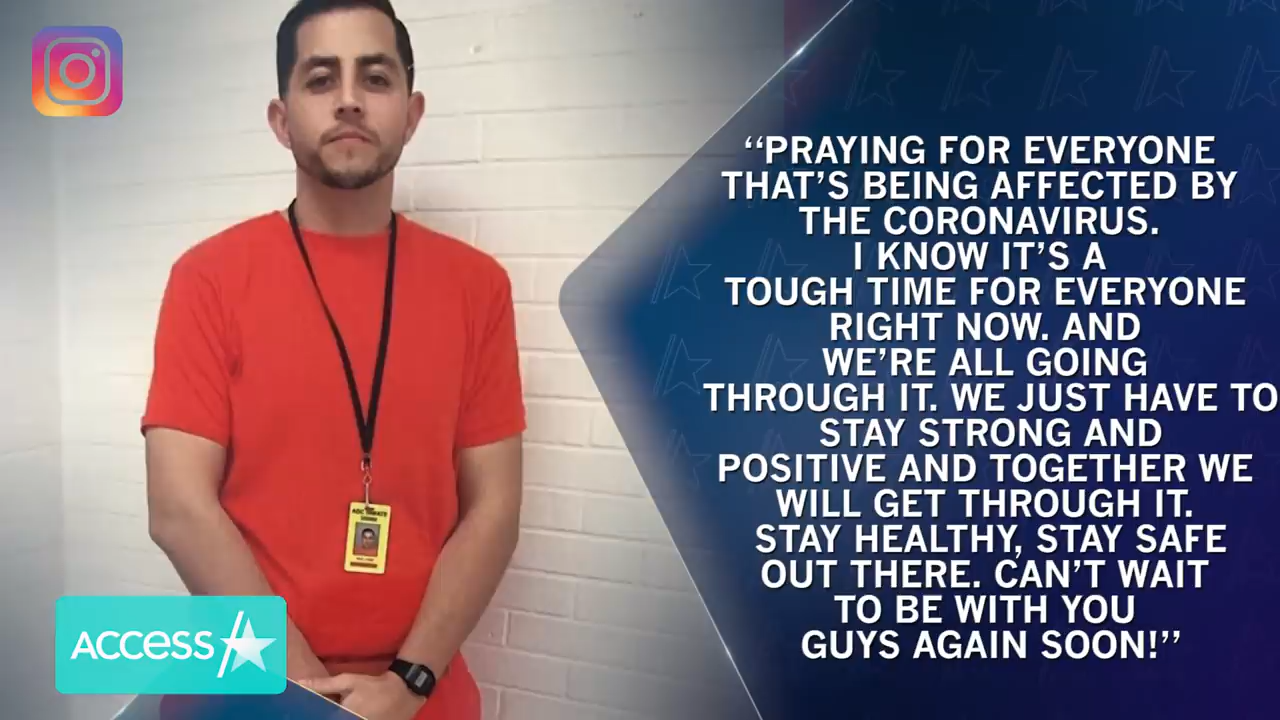 “PRAYING FOR EVERYONE
THAT’S BEING AFFECTED BY
THE CORONAVIRUS.
I KNOW IT’S A
TOUGH TIME FOR EVERYONE
RIGHT NOW. AND
WE’RE ALL GOING
THROUGH IT. WE JUST HAVE TO
STAY STRONG AND
POSITIVE AND TOGETHER WE
WILL GET THROUGH IT.
STAY HEALTHY, STAY SAFE
OUT THERE. CAN’T WAIT
TO BE WITH YOU
GUYS AGAIN SOON!”
ADC INMATE
ACCESS